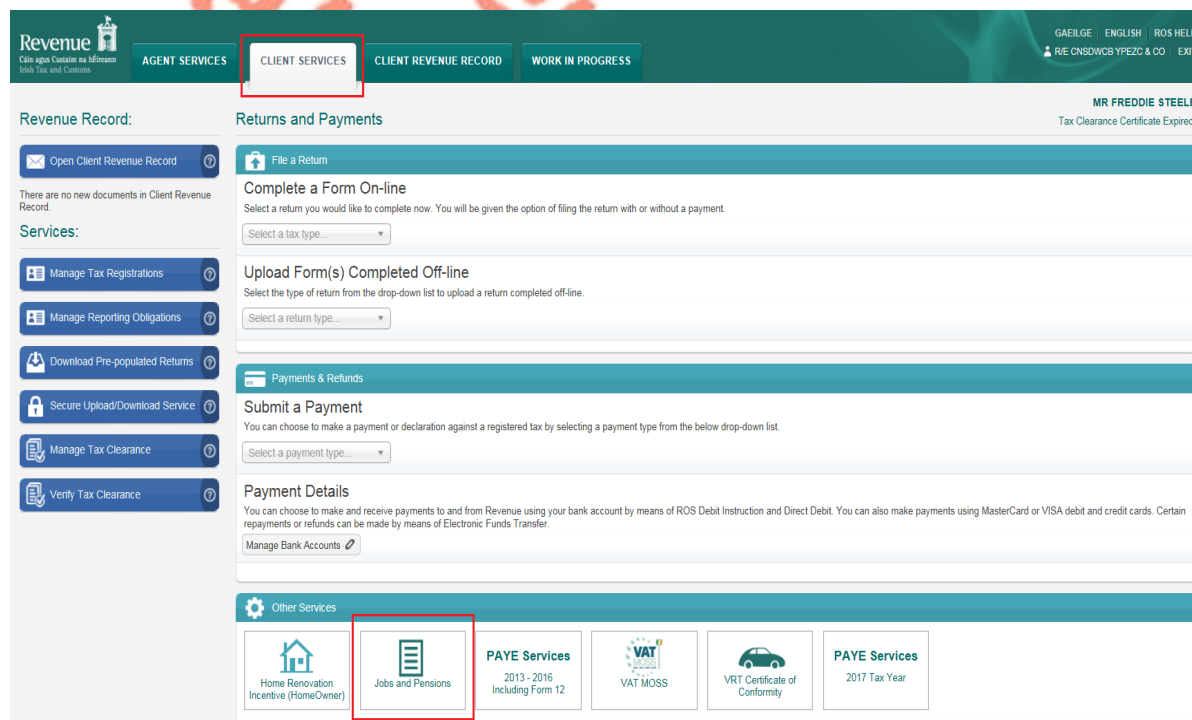 GAEILGE ENGLISH ROS HELP
Revenue
Cáin agus Custaim na hÉireann
Irish Tax and Customs
AGENT SERVICES CLIENT SERVICES CLIENT REVENUE RECORD WORK IN PROGRESS
R/E CNSDWCB YPEZC & CO EXIT
MR FREDDIE STEELE
Tax Clearance Certificate Expired
Revenue Record:
Open Client Revenue Record ?
There are no new documents in Client Revenue
Record.
Services:
Manage Tax Registrations ?
Manage Reporting Obligations ?
Download Pre-populated Returns ?
Secure Upload/Download Service ?
Manage Tax Clearance ?
Verify Tax Clearance ?
Returns and Payments
File a Return
Complete a Form On-line
Select a return you would like to complete now. You will be given the option of filing the return with or without a payment.
Select a tax type...
Upload Form(s) Completed Off-line
Select the type of return from the drop-down list to upload a return completed off-line.
Select a return type...
Payments & Refunds
Submit a Payment
You can choose to make a payment or declaration against a registered tax by selecting a payment type from the below drop-down list.
Select a payment type...
Payment Details
You can choose to make and receive payments to and from Revenue using your bank account by means of ROS Debit Instruction and Direct Debit. You can also make payments using MasterCard or VISA debit and credit cards. Certain
repayments or refunds can be made by means of Electronic Funds Transfer.
Manage Bank Accounts
Other Services
Home Renovation
Incentive (HomeOwner)
Jobs and Pensions
PAYE Services
2013 - 2016
Including Form 12
VAT
MOSS
VAT MOSS
VRT Certificate of
Conformity
PAYE Services
2017 Tax Year